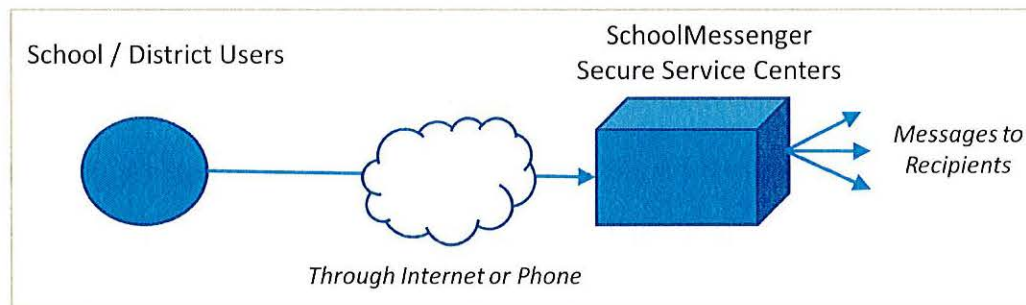 School / District Users
SchoolMessenger
Secure Service Centers
Messages to
Recipients
Through Internet or Phone